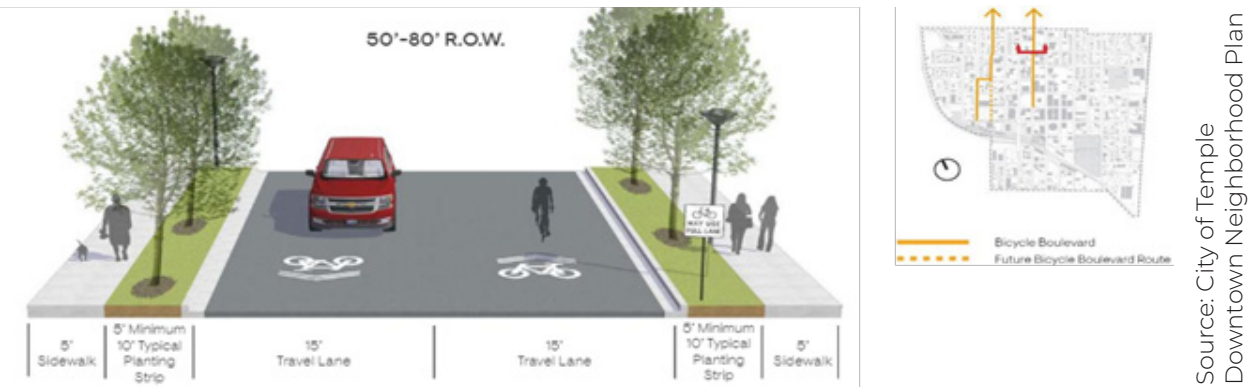 50'-80' R.O.W.
MAY USE
FULL LANE
5'
Sidewalk
5' Minimum
10' Typical
Planting
Strip
15'
Travel Lane
15'
Travel Lane
5' Minimum
10' Typical
Planting
Strip
5'
Sidewalk
Bicycle Boulevard
Future Bicycle Boulevard Route
Source: City of Temple
Downtown Neighborhood Plan